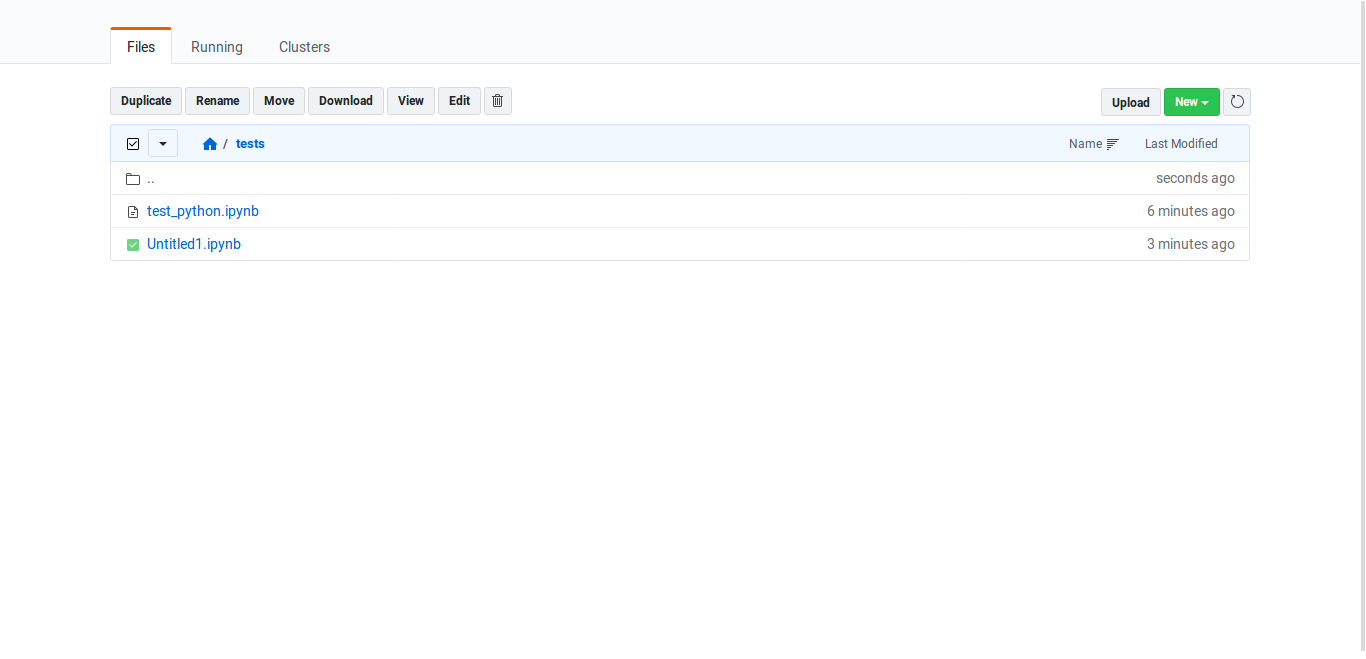 Files Running Clusters
Duplicate Rename Move Download View Edit Upload New
/ tests Name Last Modified
.. seconds ago
test_python.ipynb 6 minutes ago
Untitled1.ipynb 3 minutes ago